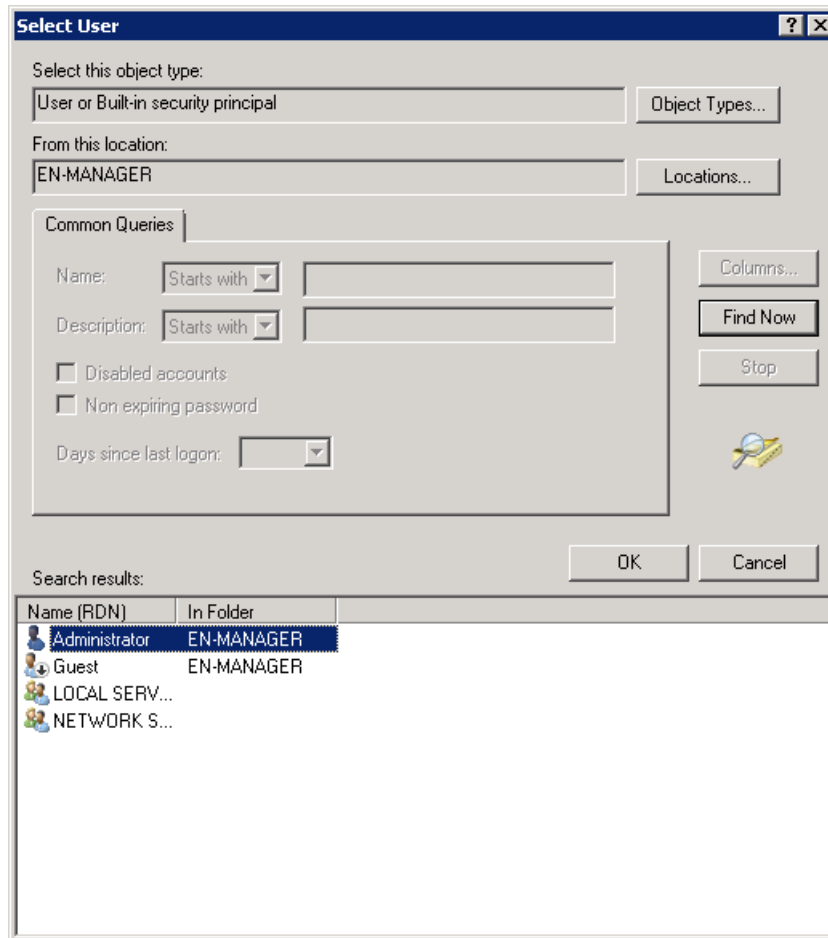 Select User
Select this object type:
User or Built-in security principal
Object Types...
From this location:
EN-MANAGER
Locations...
Common Queries
Name:
Starts with
Description:
Starts with
Disabled accounts
Non expiring password
Days since last logon:
Columns...
Find Now
Stop
OK
Cancel
Search results:
Name (RDN) In Folder
Administrator EN-MANAGER
Guest EN-MANAGER
LOCAL SERV...
NETWORK S...